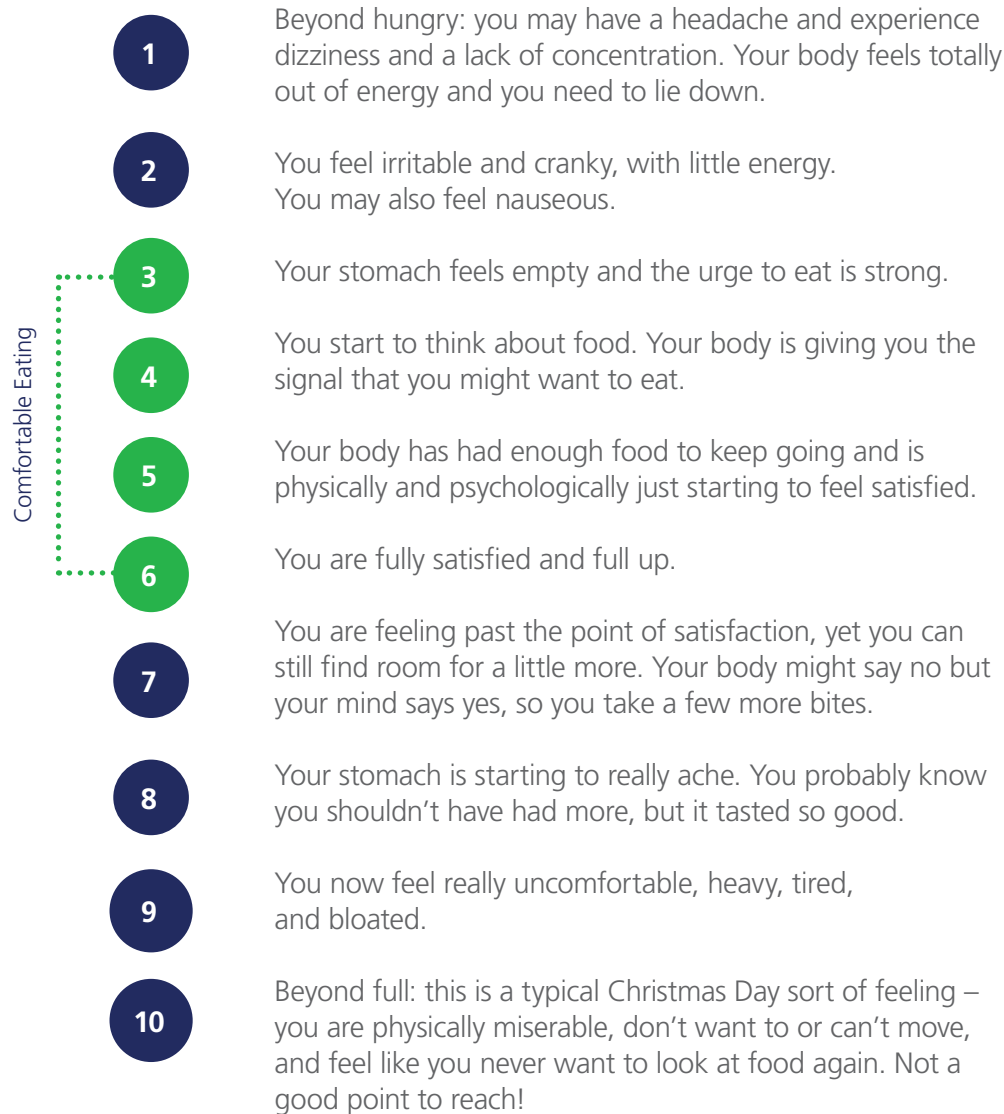 Comfortable Eating
1
Beyond hungry: you may have a headache and experience
dizziness and a lack of concentration. Your body feels totally
out of energy and you need to lie down.
2
You feel irritable and cranky, with little energy.
You may also feel nauseous.
3
Your stomach feels empty and the urge to eat is strong.
4
You start to think about food. Your body is giving you the
signal that you might want to eat.
5
Your body has had enough food to keep going and is
physically and psychologically just starting to feel satisfied.
6
You are fully satisfied and full up.
7
You are feeling past the point of satisfaction, yet you can
still find room for a little more. Your body might say no but
your mind says yes, so you take a few more bites.
8
Your stomach is starting to really ache. You probably know
you shouldn’t have had more, but it tasted so good.
9
You now feel really uncomfortable, heavy, tired,
and bloated.
10
Beyond full: this is a typical Christmas Day sort of feeling –
you are physically miserable, don’t want to or can’t move,
and feel like you never want to look at food again. Not a
good point to reach!